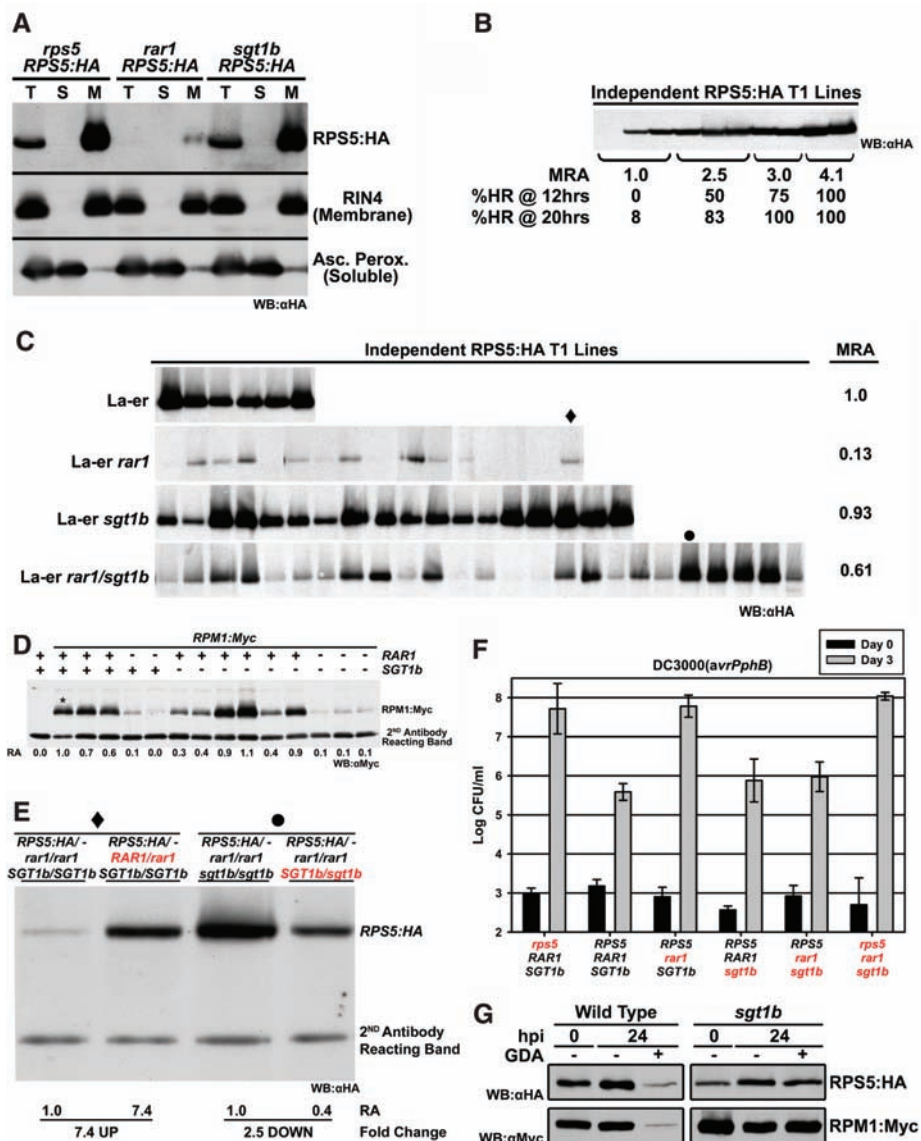 A
rps5 rar1 sgt1b
RPS5:HA RPS5:HA RPS5:HA
T S M T S M T S M
RPS5:HA
RIN4
(Membrane)
Asc. Perox.
(Soluble)
WB:αHA
B
Independent RPS5:HA T1 Lines
WB:αHA
MRA 1.0 2.5 3.0 4.1
%HR @ 12hrs 0 50 75 100
%HR @ 20hrs 8 83 100 100
C
Independent RPS5:HA T1 Lines MRA
La-er 1.0
♦
La-er rar1 0.13
La-er sgt1b 0.93
●
La-er rar1/sgt1b 0.61
WB:αHA
D
RPM1:Myc
+ + + + - - + + + + + + - - - RAR1
+ + + + + + - - - - - - - - - SGT1b
*
RPM1:Myc
2ND Antibody
Reacting Band
RA 0.0 1.0 0.7 0.6 0.1 0.0 0.3 0.4 0.9 1.1 0.4 0.9 0.1 0.1 0.1
WB:αMyc
E
♦ ●
RPS5:HA/- RPS5:HA/- RPS5:HA/- RPS5:HA/-
rar1/rar1 RAR1/rar1 rar1/rar1 rar1/rar1
SGT1b/SGT1b SGT1b/SGT1b sgt1b/sgt1b SGT1b/sgt1b
RPS5:HA
2ND Antibody
Reacting Band
WB:αHA
1.0 7.4 1.0 0.4 RA
7.4 UP 2.5 DOWN Fold Change
F
Day 0
Day 3
DC3000(avrPphB)
Log CFU/ml
8
7
6
5
4
3
2
rps5 RPS5 RPS5 RPS5 RPS5 rps5
RAR1 RAR1 rar1 RAR1 rar1 rar1
SGT1b SGT1b SGT1b sgt1b sgt1b sgt1b
G
Wild Type sgt1b
hpi 0 24 0 24
GDA - - + - - +
WB:αHA RPS5:HA
WB:αMyc RPM1:Myc